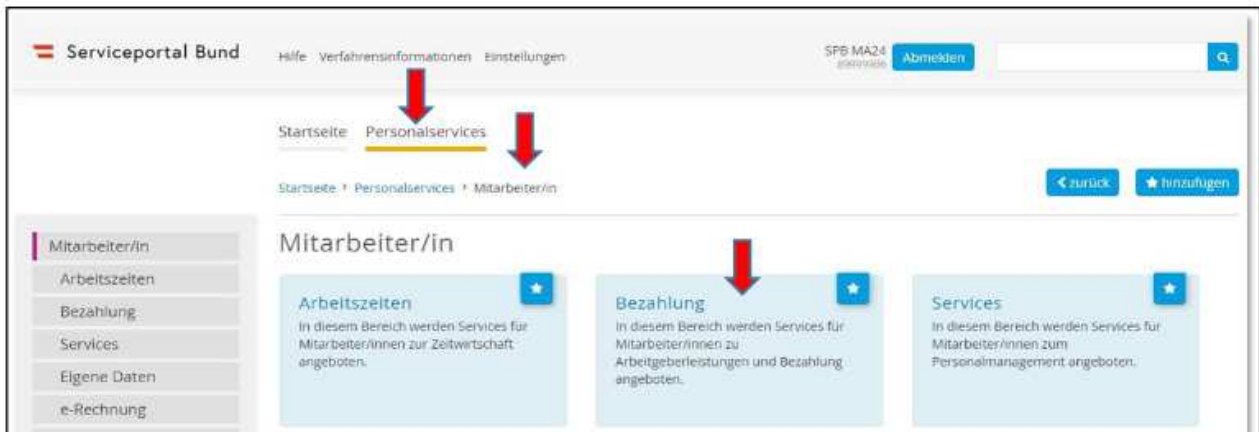 Serviceportal Bund
Hilfe Verfahrensinformationen Einstellungen
SPB MA24
Abmelden
Startseite Personalservices
Startseite Personalservices Mitarbeiter/in
zurück
hinzufügen
Mitarbeiter/in
Arbeitszeiten
Bezahlung
Services
Eigene Daten
e-Rechnung
Mitarbeiter/in
Arbeitszeiten
In diesem Bereich werden Services für
Mitarbeiter/innen zur Zeitwirtschaft
angeboten.
Bezahlung
In diesem Bereich werden Services für
Mitarbeiter/innen zu
Arbeitgeberleistungen und Bezahlung
angeboten.
Services
In diesem Bereich werden Services für
Mitarbeiter/innen zum
Personalmanagement angeboten.